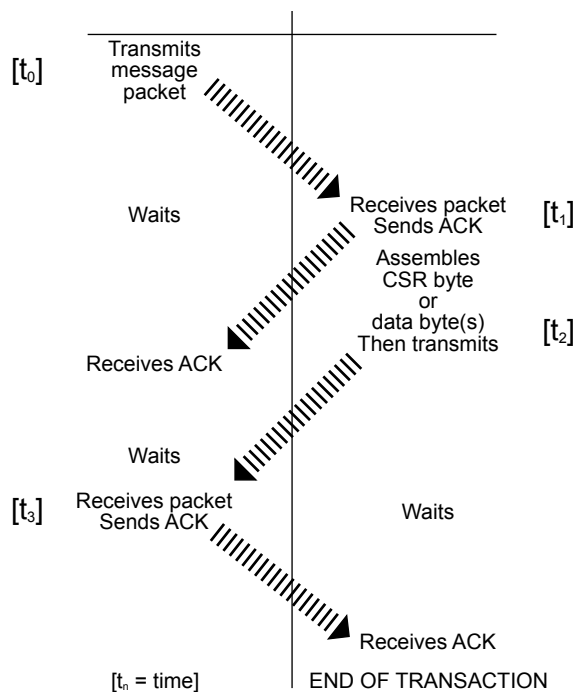 Transmits
message
packet
[t₀]
Waits
Receives packet
Sends ACK
[t₁]
Assembles
CSR byte
or
data byte(s)
Then transmits
[t₂]
Receives ACK
Waits
Receives packet
Sends ACK
[t₃]
Waits
Receives ACK
[tₙ = time]
END OF TRANSACTION